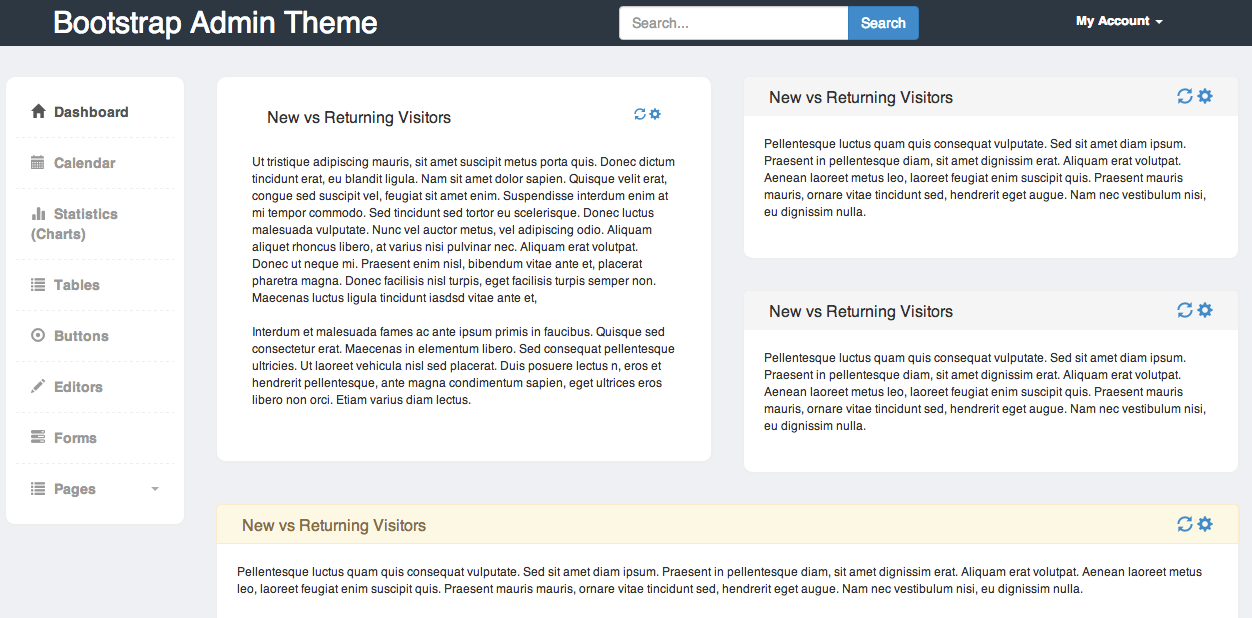 Bootstrap Admin Theme
Search...
Search
My Account
Dashboard
Calendar
Statistics
(Charts)
Tables
Buttons
Editors
Forms
Pages
New vs Returning Visitors
Ut tristique adipiscing mauris, sit amet suscipit metus porta quis. Donec dictum
tincidunt erat, eu blandit ligula. Nam sit amet dolor sapien. Quisque velit erat,
congue sed suscipit vel, feugiat sit amet enim. Suspendisse interdum enim at
mi tempor commodo. Sed tincidunt sed tortor eu scelerisque. Donec luctus
malesuada vulputate. Nunc vel auctor metus, vel adipiscing odio. Aliquam
aliquet rhoncus libero, at varius nisi pulvinar nec. Aliquam erat volutpat.
Donec ut neque mi. Praesent enim nisl, bibendum vitae ante et, placerat
pharetra magna. Donec facilisis nisl turpis, eget facilisis turpis semper non.
Maecenas luctus ligula tincidunt iasdsd vitae ante et,
Interdum et malesuada fames ac ante ipsum primis in faucibus. Quisque sed
consectetur erat. Maecenas in elementum libero. Sed consequat pellentesque
ultricies. Ut laoreet vehicula nisl sed placerat. Duis posuere lectus n, eros et
hendrerit pellentesque, ante magna condimentum sapien, eget ultrices eros
libero non orci. Etiam varius diam lectus.
New vs Returning Visitors
Pellentesque luctus quam quis consequat vulputate. Sed sit amet diam ipsum.
Praesent in pellentesque diam, sit amet dignissim erat. Aliquam erat volutpat.
Aenean laoreet metus leo, laoreet feugiat enim suscipit quis. Praesent mauris
mauris, ornare vitae tincidunt sed, hendrerit eget augue. Nam nec vestibulum nisi,
eu dignissim nulla.
New vs Returning Visitors
Pellentesque luctus quam quis consequat vulputate. Sed sit amet diam ipsum.
Praesent in pellentesque diam, sit amet dignissim erat. Aliquam erat volutpat.
Aenean laoreet metus leo, laoreet feugiat enim suscipit quis. Praesent mauris
mauris, ornare vitae tincidunt sed, hendrerit eget augue. Nam nec vestibulum nisi,
eu dignissim nulla.
New vs Returning Visitors
Pellentesque luctus quam quis consequat vulputate. Sed sit amet diam ipsum. Praesent in pellentesque diam, sit amet dignissim erat. Aliquam erat volutpat. Aenean laoreet metus
leo, laoreet feugiat enim suscipit quis. Praesent mauris mauris, ornare vitae tincidunt sed, hendrerit eget augue. Nam nec vestibulum nisi, eu dignissim nulla.